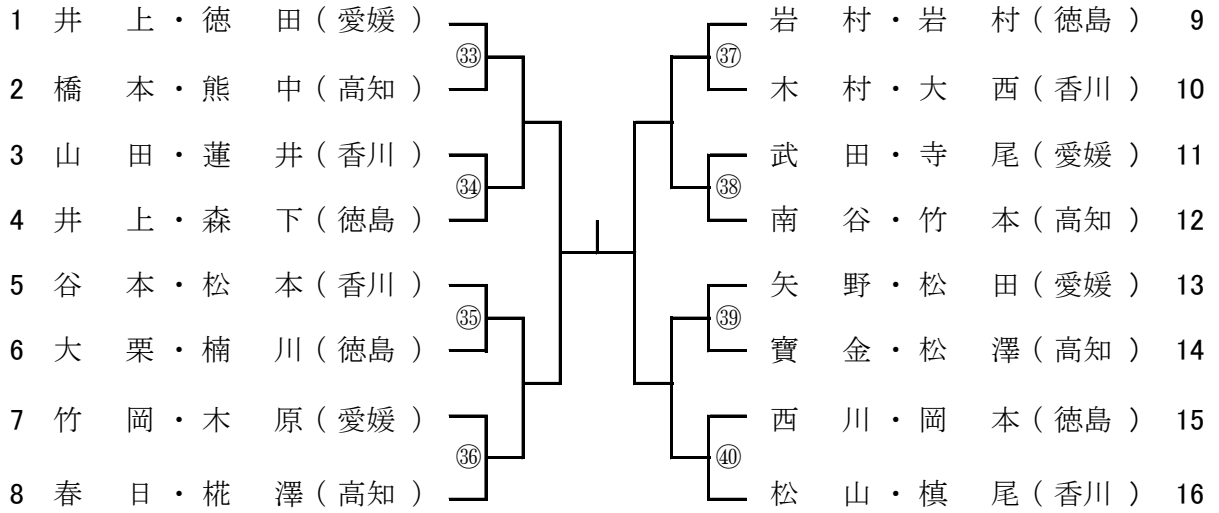 1 井 上・徳 田(愛媛)
㉝
2 橋 本・熊 中(高知)
3 山 田・蓮 井(香川)
㉞
4 井 上・森 下(徳島)
5 谷 本・松 本(香川)
㉟
6 大 栗・楠 川(徳島)
7 竹 岡・木 原(愛媛)
㊱
8 春 日・椛 澤(高知)
岩 村・岩 村(徳島) 9
㊲
木 村・大 西(香川) 10
武 田・寺 尾(愛媛) 11
㊳
南 谷・竹 本(高知) 12
矢 野・松 田(愛媛) 13
㊴
寶 金・松 澤(高知) 14
西 川・岡 本(徳島) 15
㊵
松 山・槙 尾(香川) 16